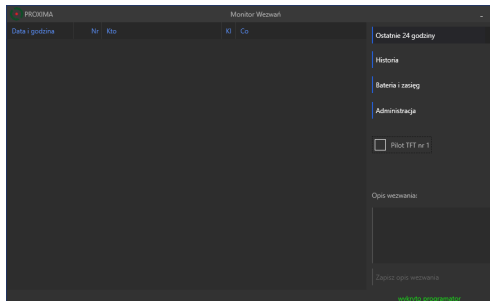 PROXIMA Monitor Wezwań
Data i godzina Nr Kto Kl Co
Ostatnie 24 godziny
Historia
Bateria i zasięg
Administracja
Pilot TFT nr 1
Opis wezwania:
Zapisz opis wezwania
wykryto programator